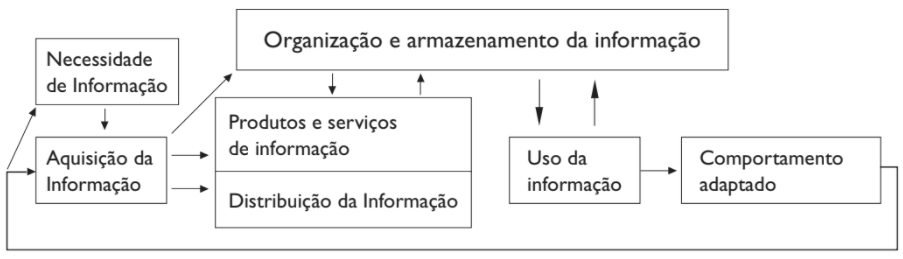 Organização e armazenamento da informação
Necessidade
de Informação
Aquisição da
Informação
Produtos e serviços
de informação
Distribuição da Informação
Uso da
informação
Comportamento
adaptado